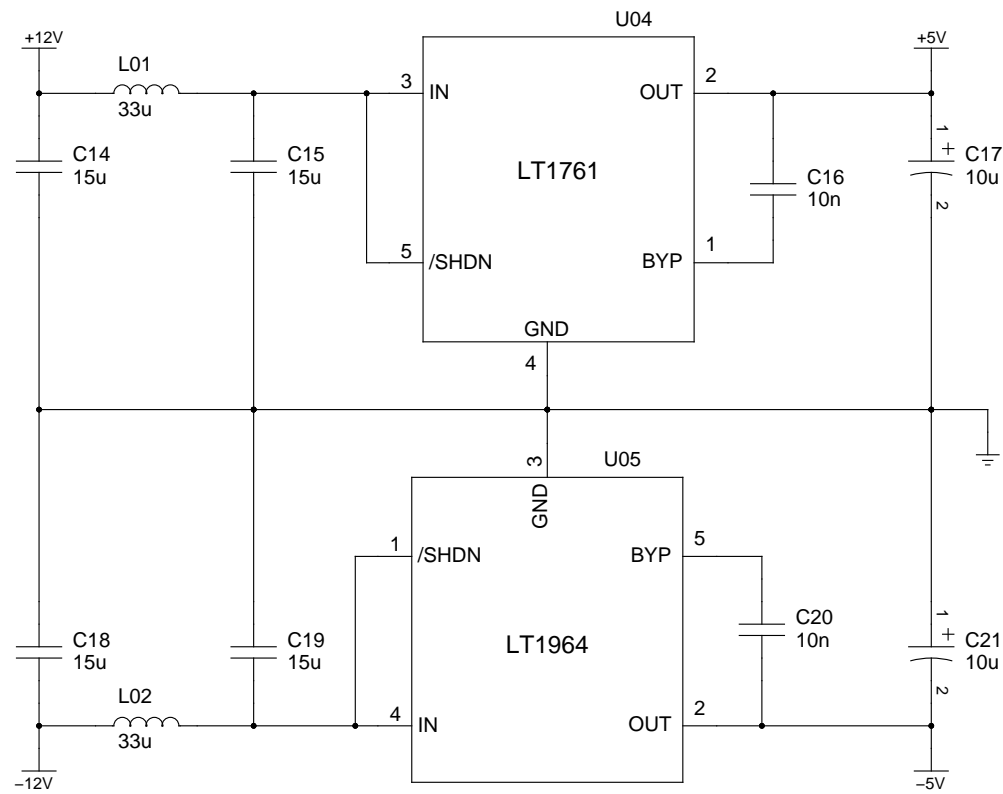 U04
+12V
+5V
L01
33u
3
IN
OUT
2
C14
15u
C15
15u
LT1761
C16
10n
1
+
C17
10u
2
5
/SHDN
BYP
1
GND
4
3
U05
GND
1
/SHDN
BYP
5
C18
15u
C19
15u
LT1964
C20
10n
1
+
C21
10u
2
L02
33u
4
IN
OUT
2
−12V
−5V